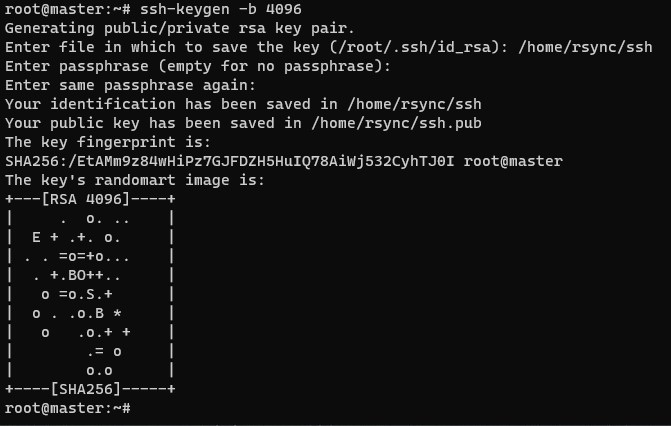 root@master:~# ssh-keygen -b 4096
Generating public/private rsa key pair.
Enter file in which to save the key (/root/.ssh/id_rsa): /home/rsync/ssh
Enter passphrase (empty for no passphrase):
Enter same passphrase again:
Your identification has been saved in /home/rsync/ssh
Your public key has been saved in /home/rsync/ssh.pub
The key fingerprint is:
SHA256:/EtAMm9z84wHiPz7GJFDZH5HuIQ78AiWj532CyhTJ0I root@master
The key's randomart image is:
+---[RSA 4096]----+
|     .  o. ..    |
|  E + .+. o.     |
| . . =o=+o...    |
|  . +.BO++..     |
|   o =o.S.+      |
|  o . .o.B *     |
|   o   .o.+ +    |
|        .= o     |
|        o.o      |
+----[SHA256]-----+
root@master:~#